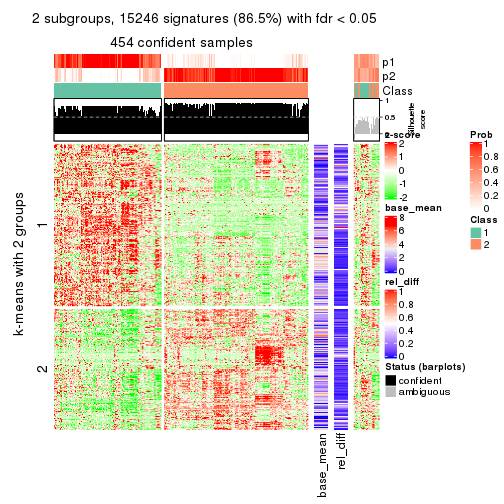 2 subgroups, 15246 signatures (86.5%) with fdr < 0.05
454 confident samples
p1
p2
Class
1
0.5
0
Silhouette
score
k-means with 2 groups
1
2
base_mean
rel_diff
z-score
2
1
0
-1
-2
base_mean
8
6
4
2
0
rel_diff
1
0.8
0.6
0.4
0.2
0
Status (barplots)
confident
ambiguous
Prob
1
0.8
0.6
0.4
0.2
0
Class
1
2